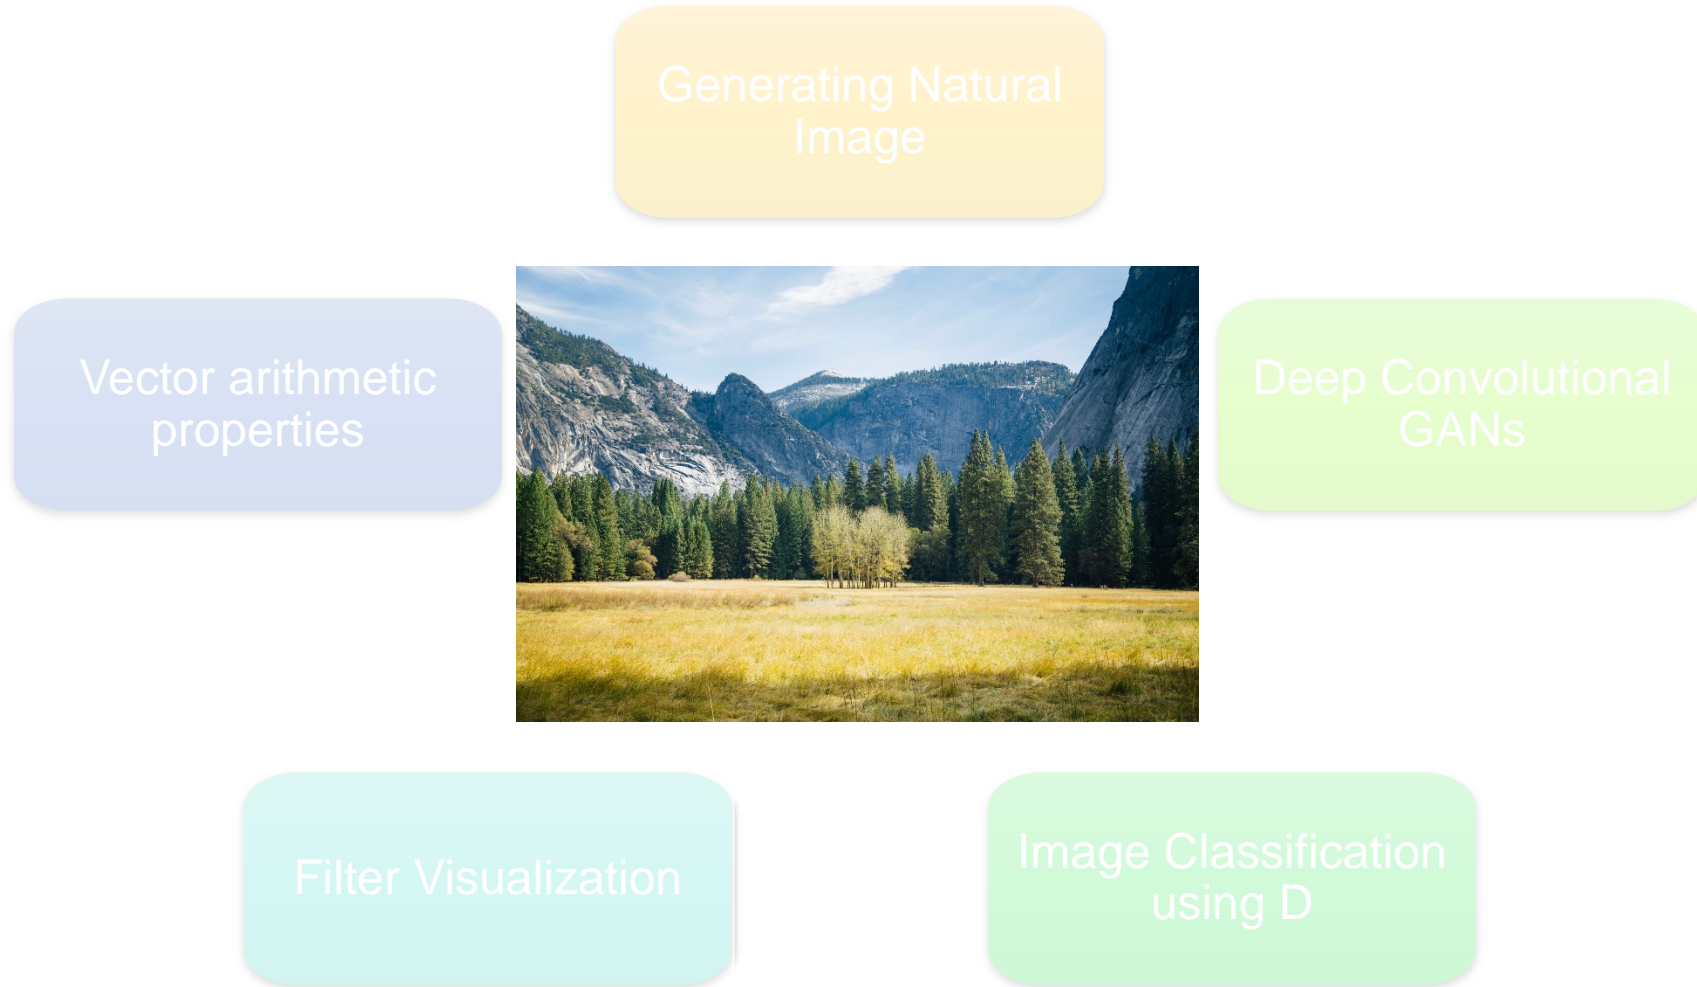 Generating Natural
Image
Vector arithmetic
properties
Deep Convolutional
GANs
Filter Visualization
Image Classification
using D